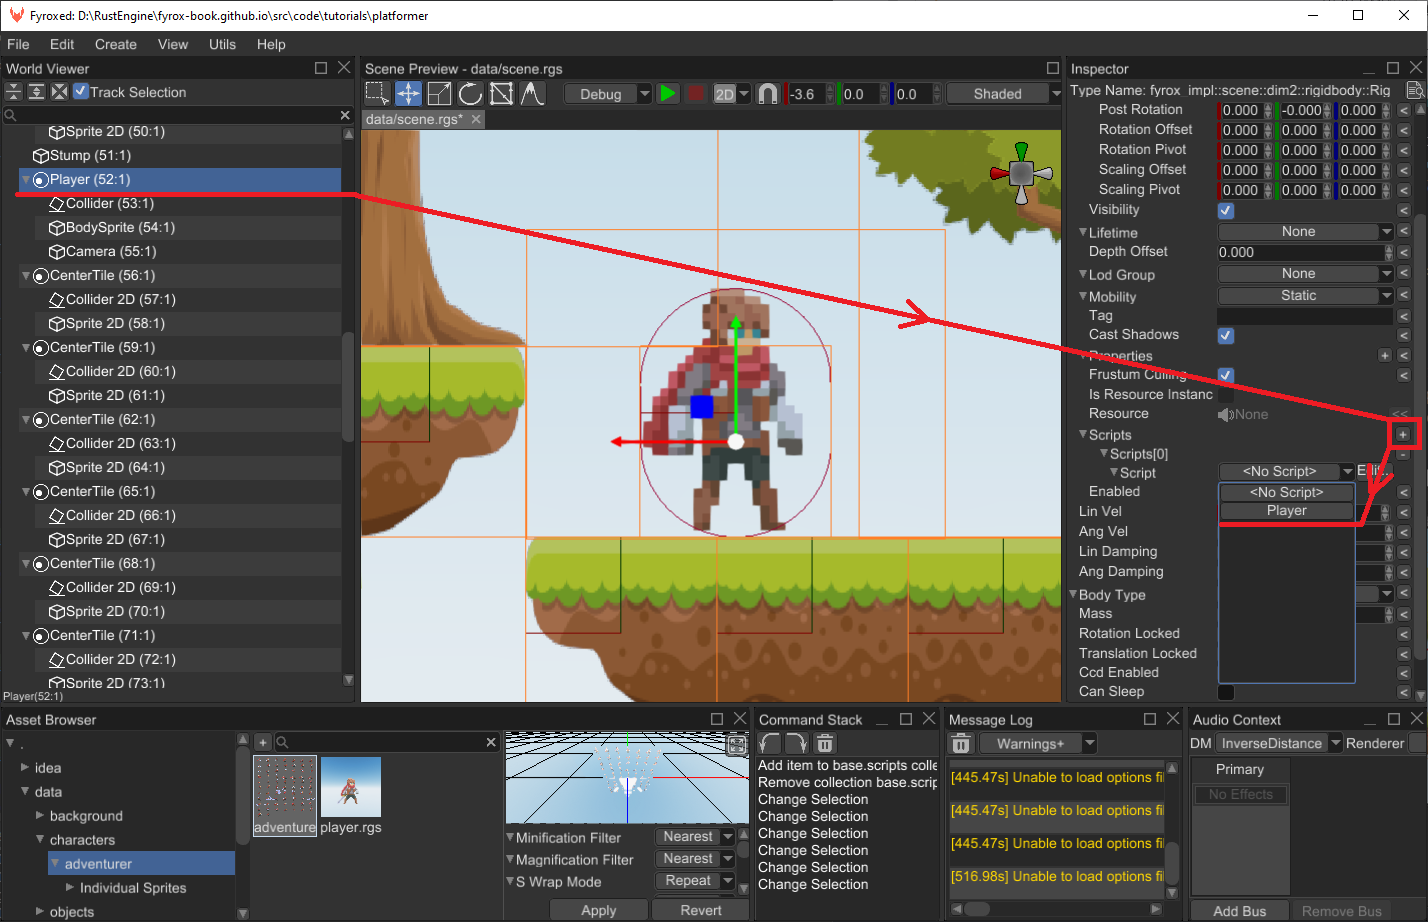 Fyroxed: D:\RustEngine\fyrox-book.github.io\src\code\tutorials\platformer
File Edit Create View Utils Help
World Viewer
Track Selection
Sprite 2D (50:1)
Stump (51:1)
Player (52:1)
Collider (53:1)
BodySprite (54:1)
Camera (55:1)
CenterTile (56:1)
Collider 2D (57:1)
Sprite 2D (58:1)
CenterTile (59:1)
Collider 2D (60:1)
Sprite 2D (61:1)
CenterTile (62:1)
Collider 2D (63:1)
Sprite 2D (64:1)
CenterTile (65:1)
Collider 2D (66:1)
Sprite 2D (67:1)
CenterTile (68:1)
Collider 2D (69:1)
Sprite 2D (70:1)
CenterTile (71:1)
Collider 2D (72:1)
Sprite 2D (73:1)
Player(52:1)
Scene Preview - data/scene.rgs
Debug 2D -3.6 0.0 0.0 Shaded
data/scene.rgs*
Inspector
Type Name: fyrox_impl::scene::dim2::rigidbody::Rig
Post Rotation 0.000 -0.000 0.000
Rotation Offset 0.000 0.000 0.000
Rotation Pivot 0.000 0.000 0.000
Scaling Offset 0.000 0.000 0.000
Scaling Pivot 0.000 0.000 0.000
Visibility
Lifetime None
Depth Offset 0.000
Lod Group None
Mobility Static
Tag
Cast Shadows
Properties
Frustum Culling
Is Resource Instanc
Resource None
Scripts
Scripts[0]
Script <No Script>
<No Script>
Player
Enabled
Lin Vel
Ang Vel
Lin Damping
Ang Damping
Body Type
Mass
Rotation Locked
Translation Locked
Ccd Enabled
Can Sleep
Asset Browser
.
idea
data
background
characters
adventurer
Individual Sprites
objects
adventure
player.rgs
Minification Filter Nearest
Magnification Filter Nearest
S Wrap Mode Repeat
Apply Revert
Command Stack
Add item to base.scripts colle
Remove collection base.scrip
Change Selection
Change Selection
Change Selection
Change Selection
Change Selection
Change Selection
Message Log
Warnings+
[445.47s] Unable to load options fi
[445.47s] Unable to load options fi
[445.47s] Unable to load options fi
[516.98s] Unable to load options fi
Audio Context
DM InverseDistance Renderer
Primary
No Effects
Add Bus Remove Bus